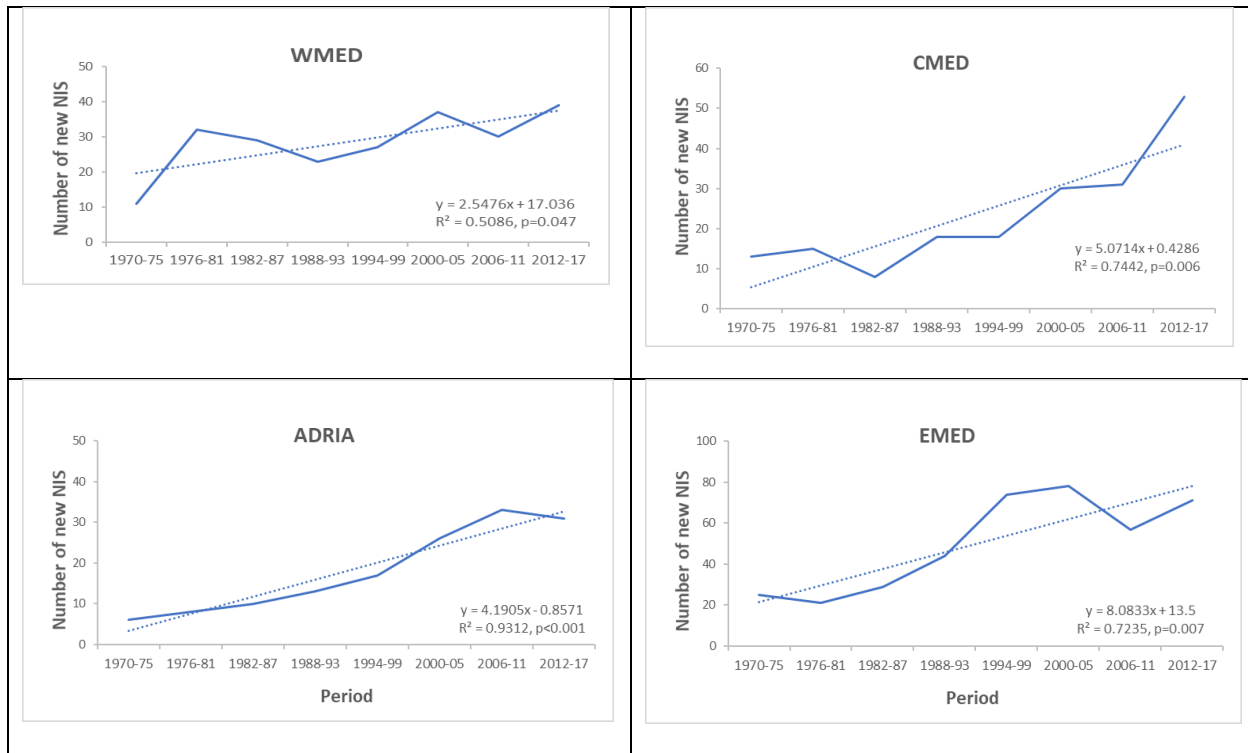 WMED
Number of new NIS
50
40
30
20
10
0
1970-75 1976-81 1982-87 1988-93 1994-99 2000-05 2006-11 2012-17
y = 2.5476x + 17.036
R² = 0.5086, p=0.047
CMED
Number of new NIS
60
50
40
30
20
10
0
1970-75 1976-81 1982-87 1988-93 1994-99 2000-05 2006-11 2012-17
y = 5.0714x + 0.4286
R² = 0.7442, p=0.006
ADRIA
Number of new NIS
50
40
30
20
10
0
1970-75 1976-81 1982-87 1988-93 1994-99 2000-05 2006-11 2012-17
y = 4.1905x - 0.8571
R² = 0.9312, p<0.001
Period
EMED
Number of new NIS
100
80
60
40
20
0
1970-75 1976-81 1982-87 1988-93 1994-99 2000-05 2006-11 2012-17
y = 8.0833x + 13.5
R² = 0.7235, p=0.007
Period